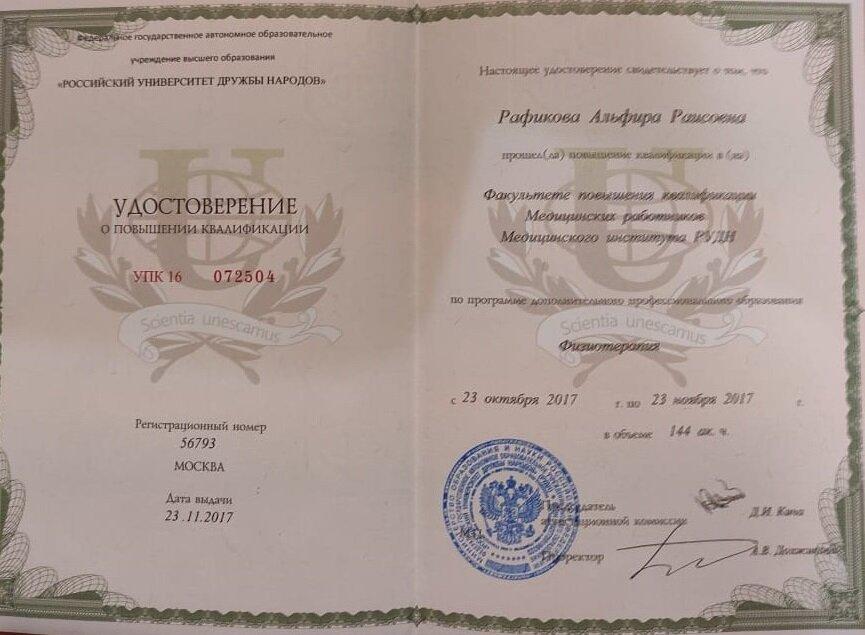 Федеральное государственное автономное образовательное
учреждение высшего образования
«РОССИЙСКИЙ УНИВЕРСИТЕТ ДРУЖБЫ НАРОДОВ»
УДОСТОВЕРЕНИЕ
О ПОВЫШЕНИИ КВАЛИФИКАЦИИ
УПК 16 072504
Scientia unescamus
Регистрационный номер
56793
МОСКВА
Дата выдачи
23.11.2017
Настоящее удостоверение свидетельствует о том, что
Рафикова Альфира Раисовна
прошел(ла) повышение квалификации в (на)
Факультете повышения квалификации
Медицинских работников
Медицинского института РУДН
по программе дополнительного профессионального образования
Scientia unescamus
Физиотерапия
с 23 октября 2017 г. по 23 ноября 2017 г.
в объеме 144 ак. ч.
Председатель
аттестационной комиссии Д.И. Кича
М.П.
Проректор А.В.